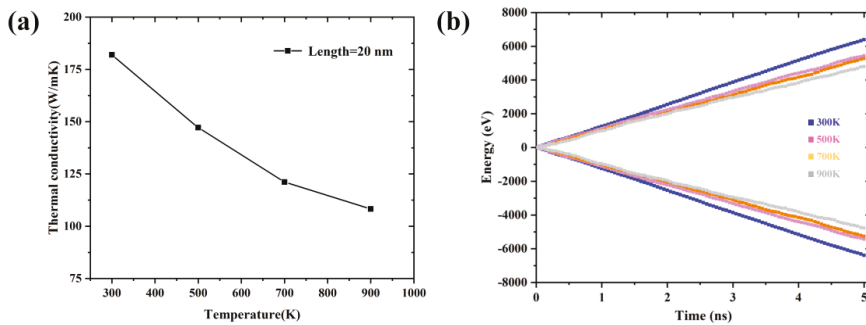 (a)
200
175
150
125
100
75
Thermal conductivity(W/mK)
Length=20 nm
300 400 500 600 700 800 900 1000
Temperature(K)
(b)
8000
6000
4000
2000
0
-2000
-4000
-6000
-8000
Energy (eV)
300K
500K
700K
900K
0 1 2 3 4 5
Time (ns)